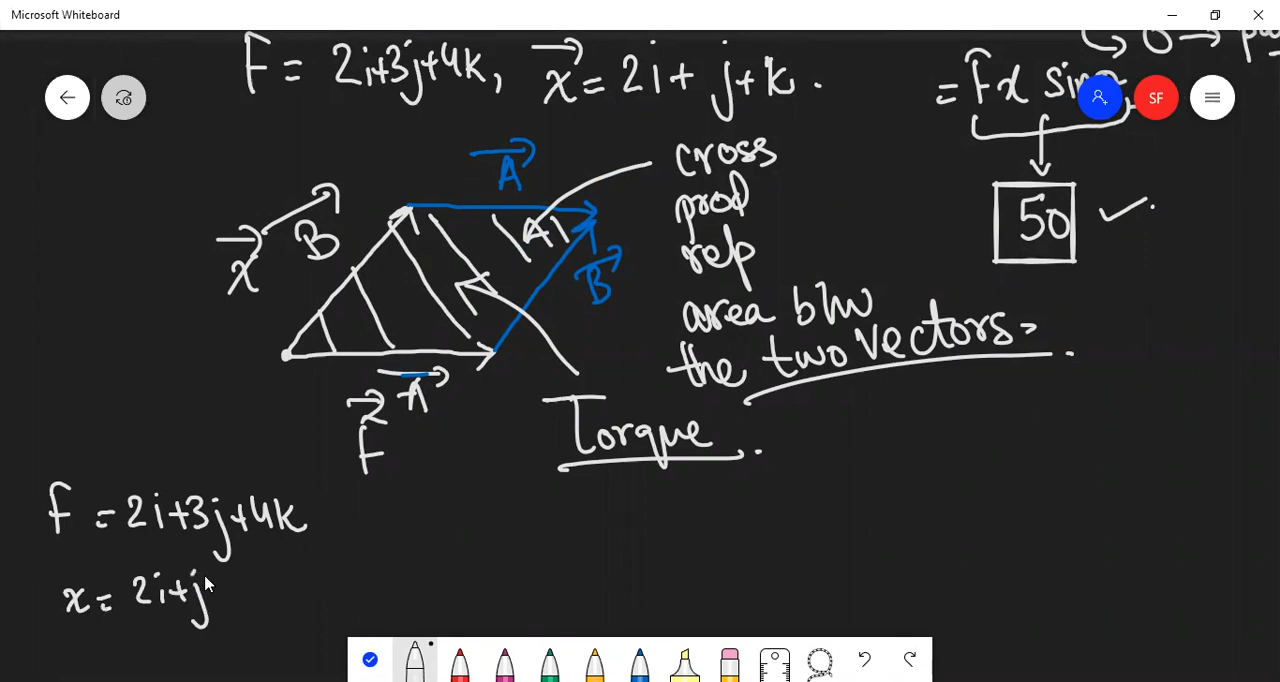 Microsoft Whiteboard
F = 2i+3j+4k, x = 2i + j+k.
= Fx sin
SF
50
A
B
x
A
B
F
cross
prod
rep
area b/w
the two vectors.
Torque.
F = 2i+3j+4k
x = 2i+j